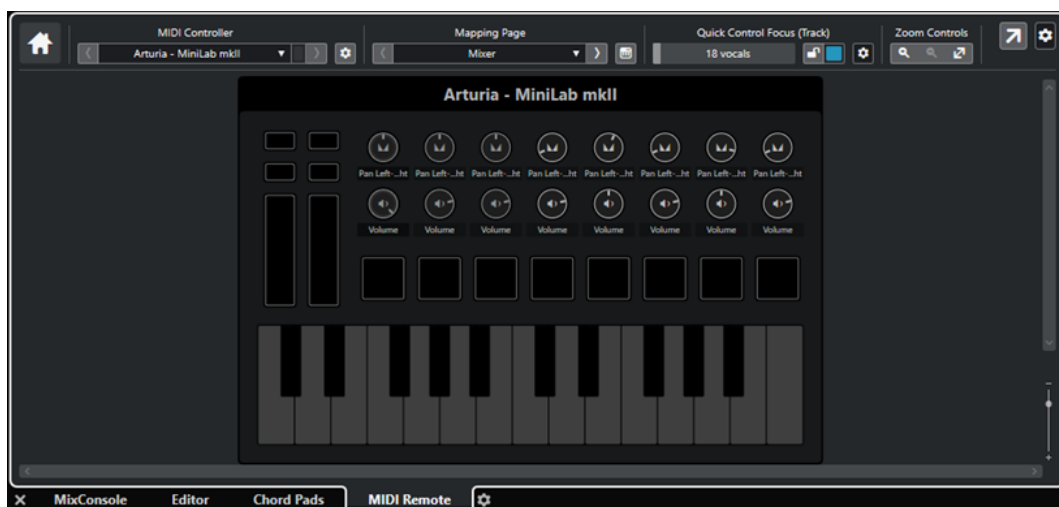 MIDI Controller Mapping Page Quick Control Focus (Track) Zoom Controls
Arturia - MiniLab mkII Mixer 18 vocals
Arturia - MiniLab mkII
Pan Left-...ht Pan Left-...ht Pan Left-...ht Pan Left-...ht Pan Left-...ht Pan Left-...ht Pan Left-...ht Pan Left-...ht
Volume Volume Volume Volume Volume Volume Volume Volume
MixConsole Editor Chord Pads MIDI Remote